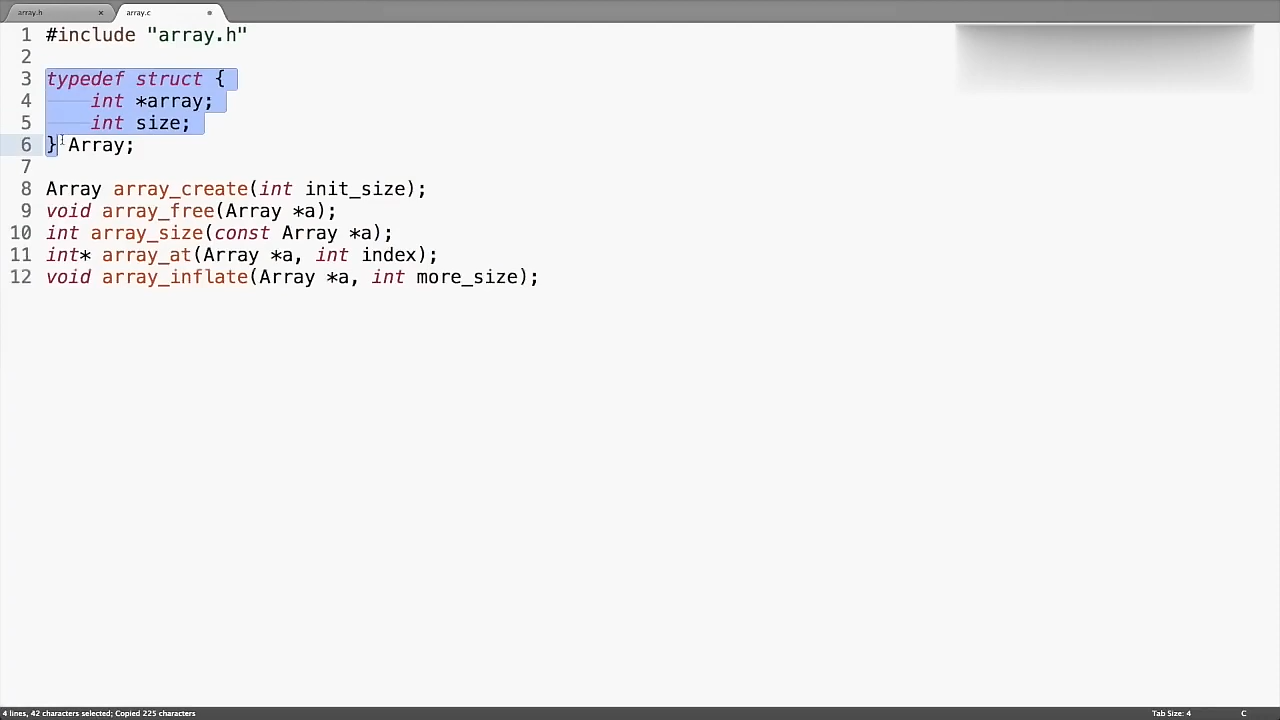 array.h × array.c
1 #include "array.h"
2
3 typedef struct {
4 int *array;
5 int size;
6 } Array;
7
8 Array array_create(int init_size);
9 void array_free(Array *a);
10 int array_size(const Array *a);
11 int* array_at(Array *a, int index);
12 void array_inflate(Array *a, int more_size);
4 lines, 42 characters selected; Copied 225 characters Tab Size: 4 C